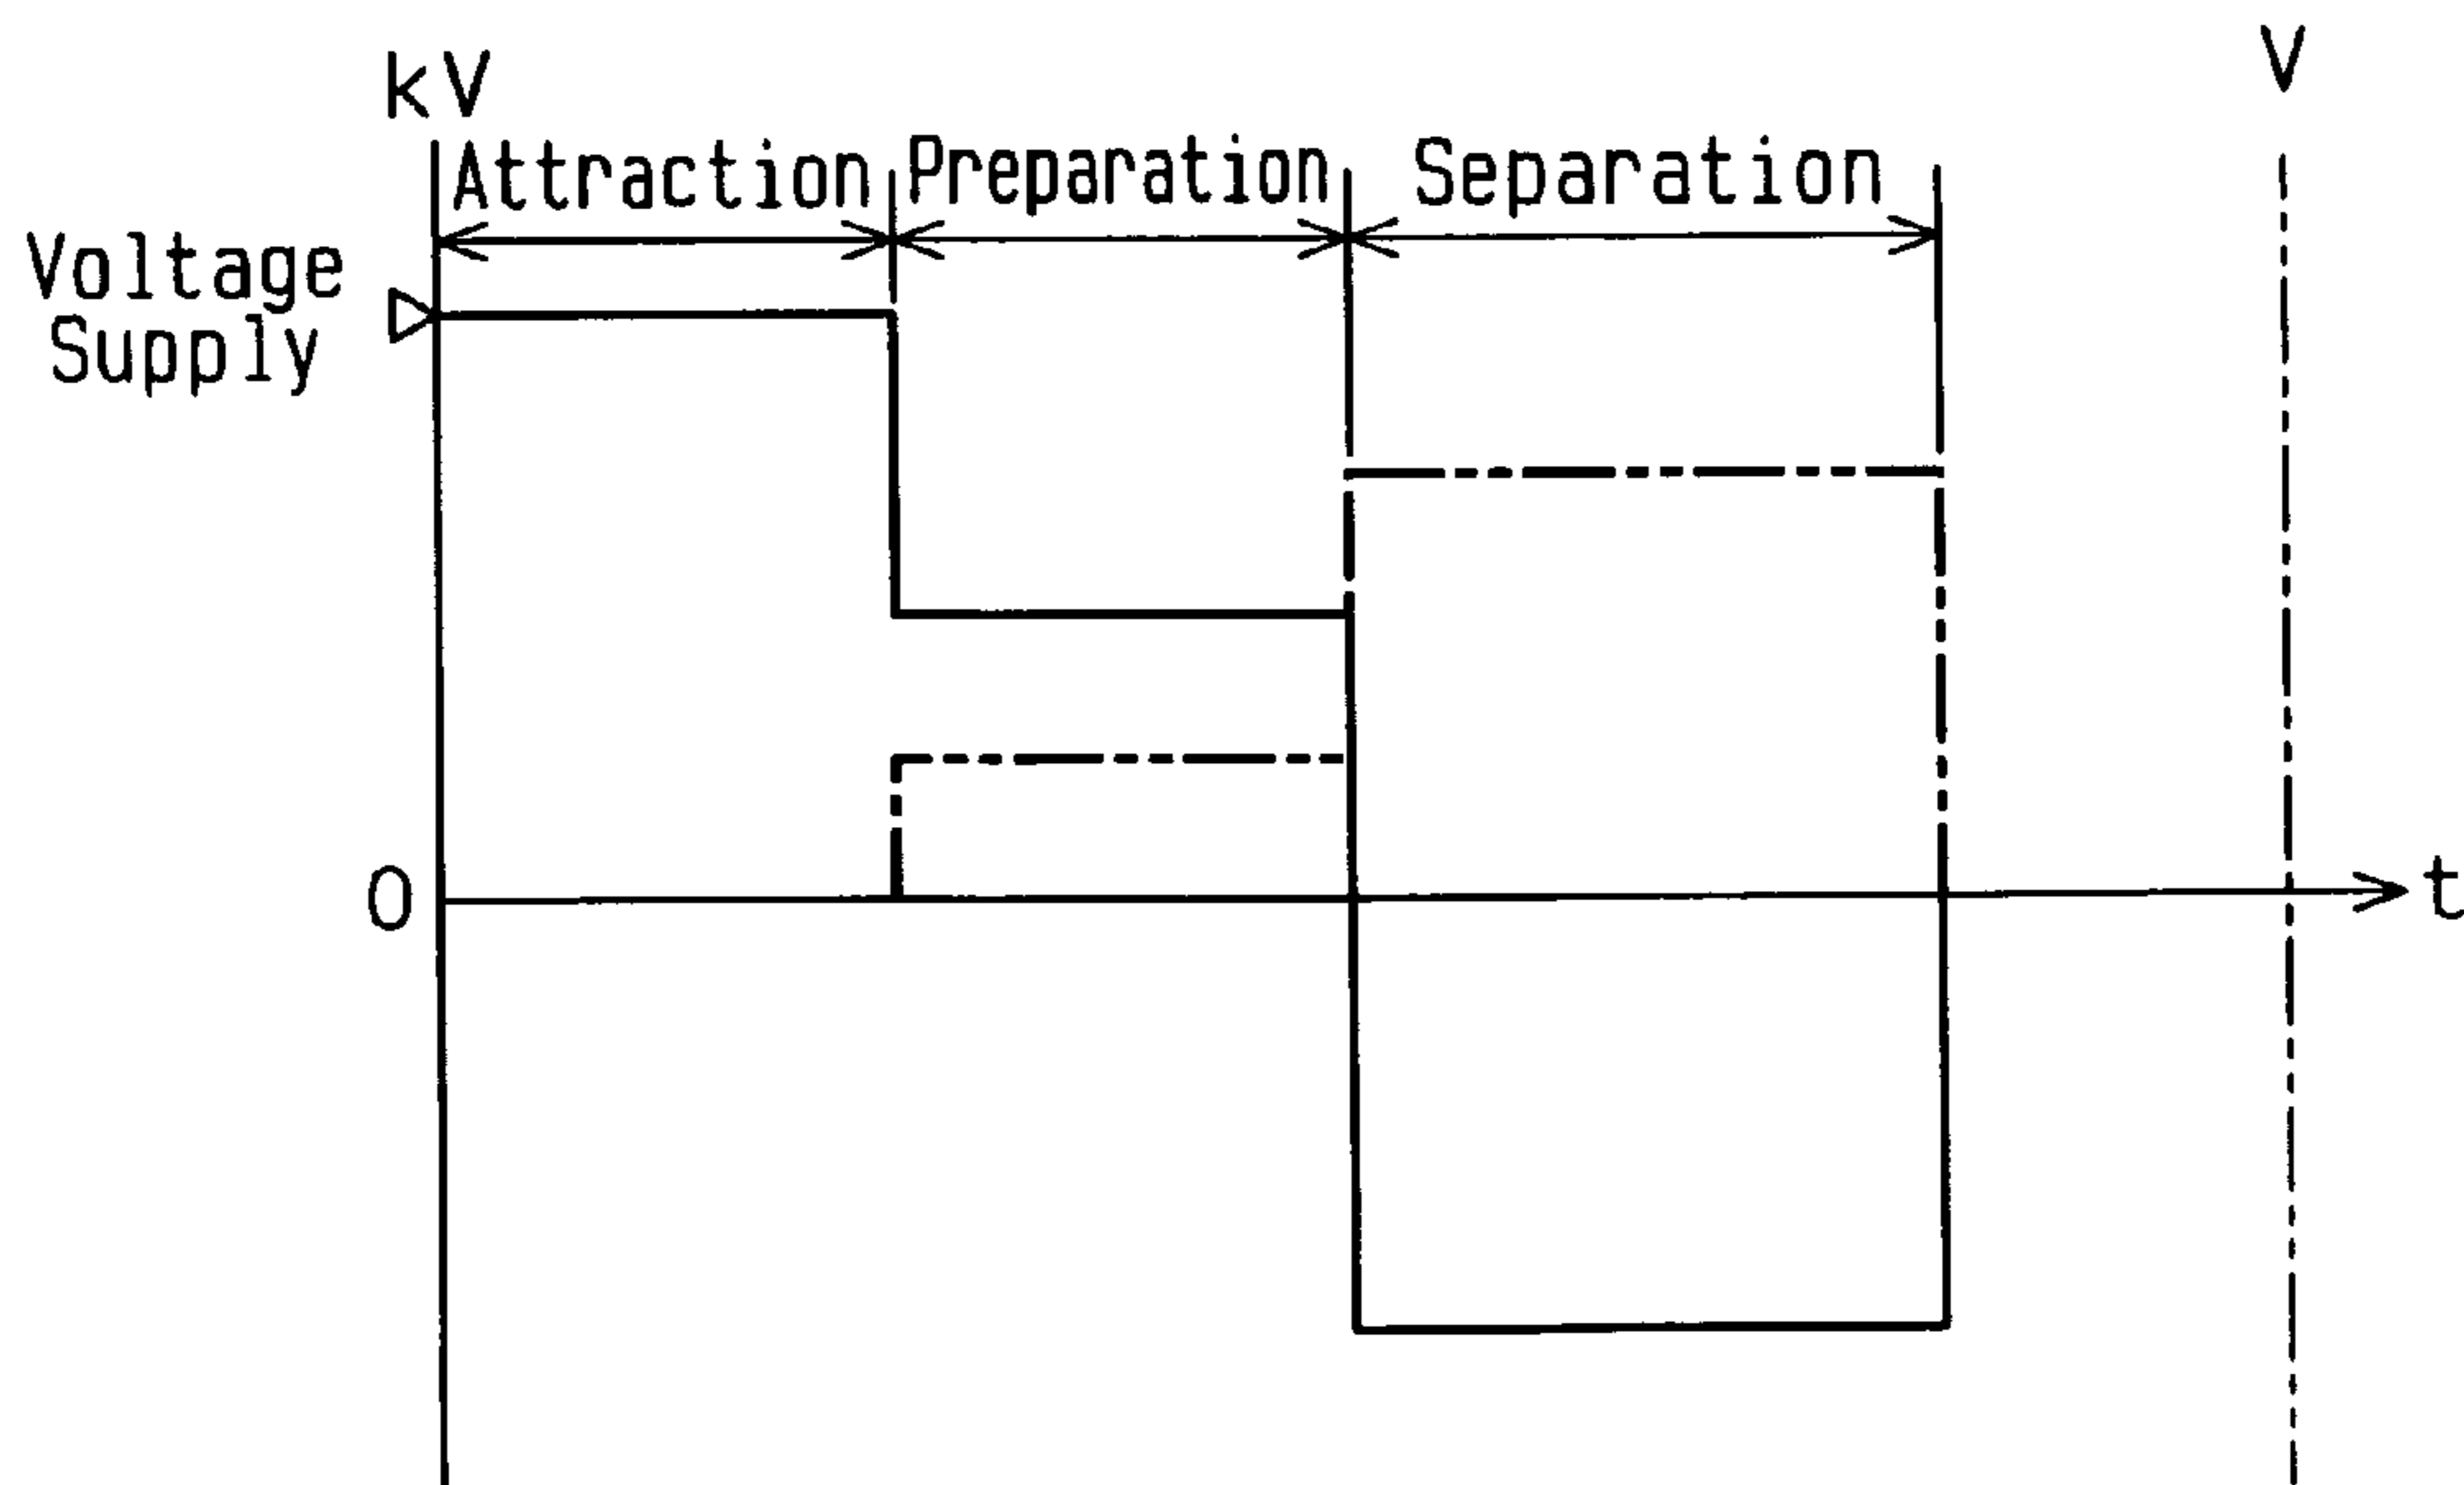 kV
V
Attraction
Preparation
Separation
Voltage
Supply
0
t